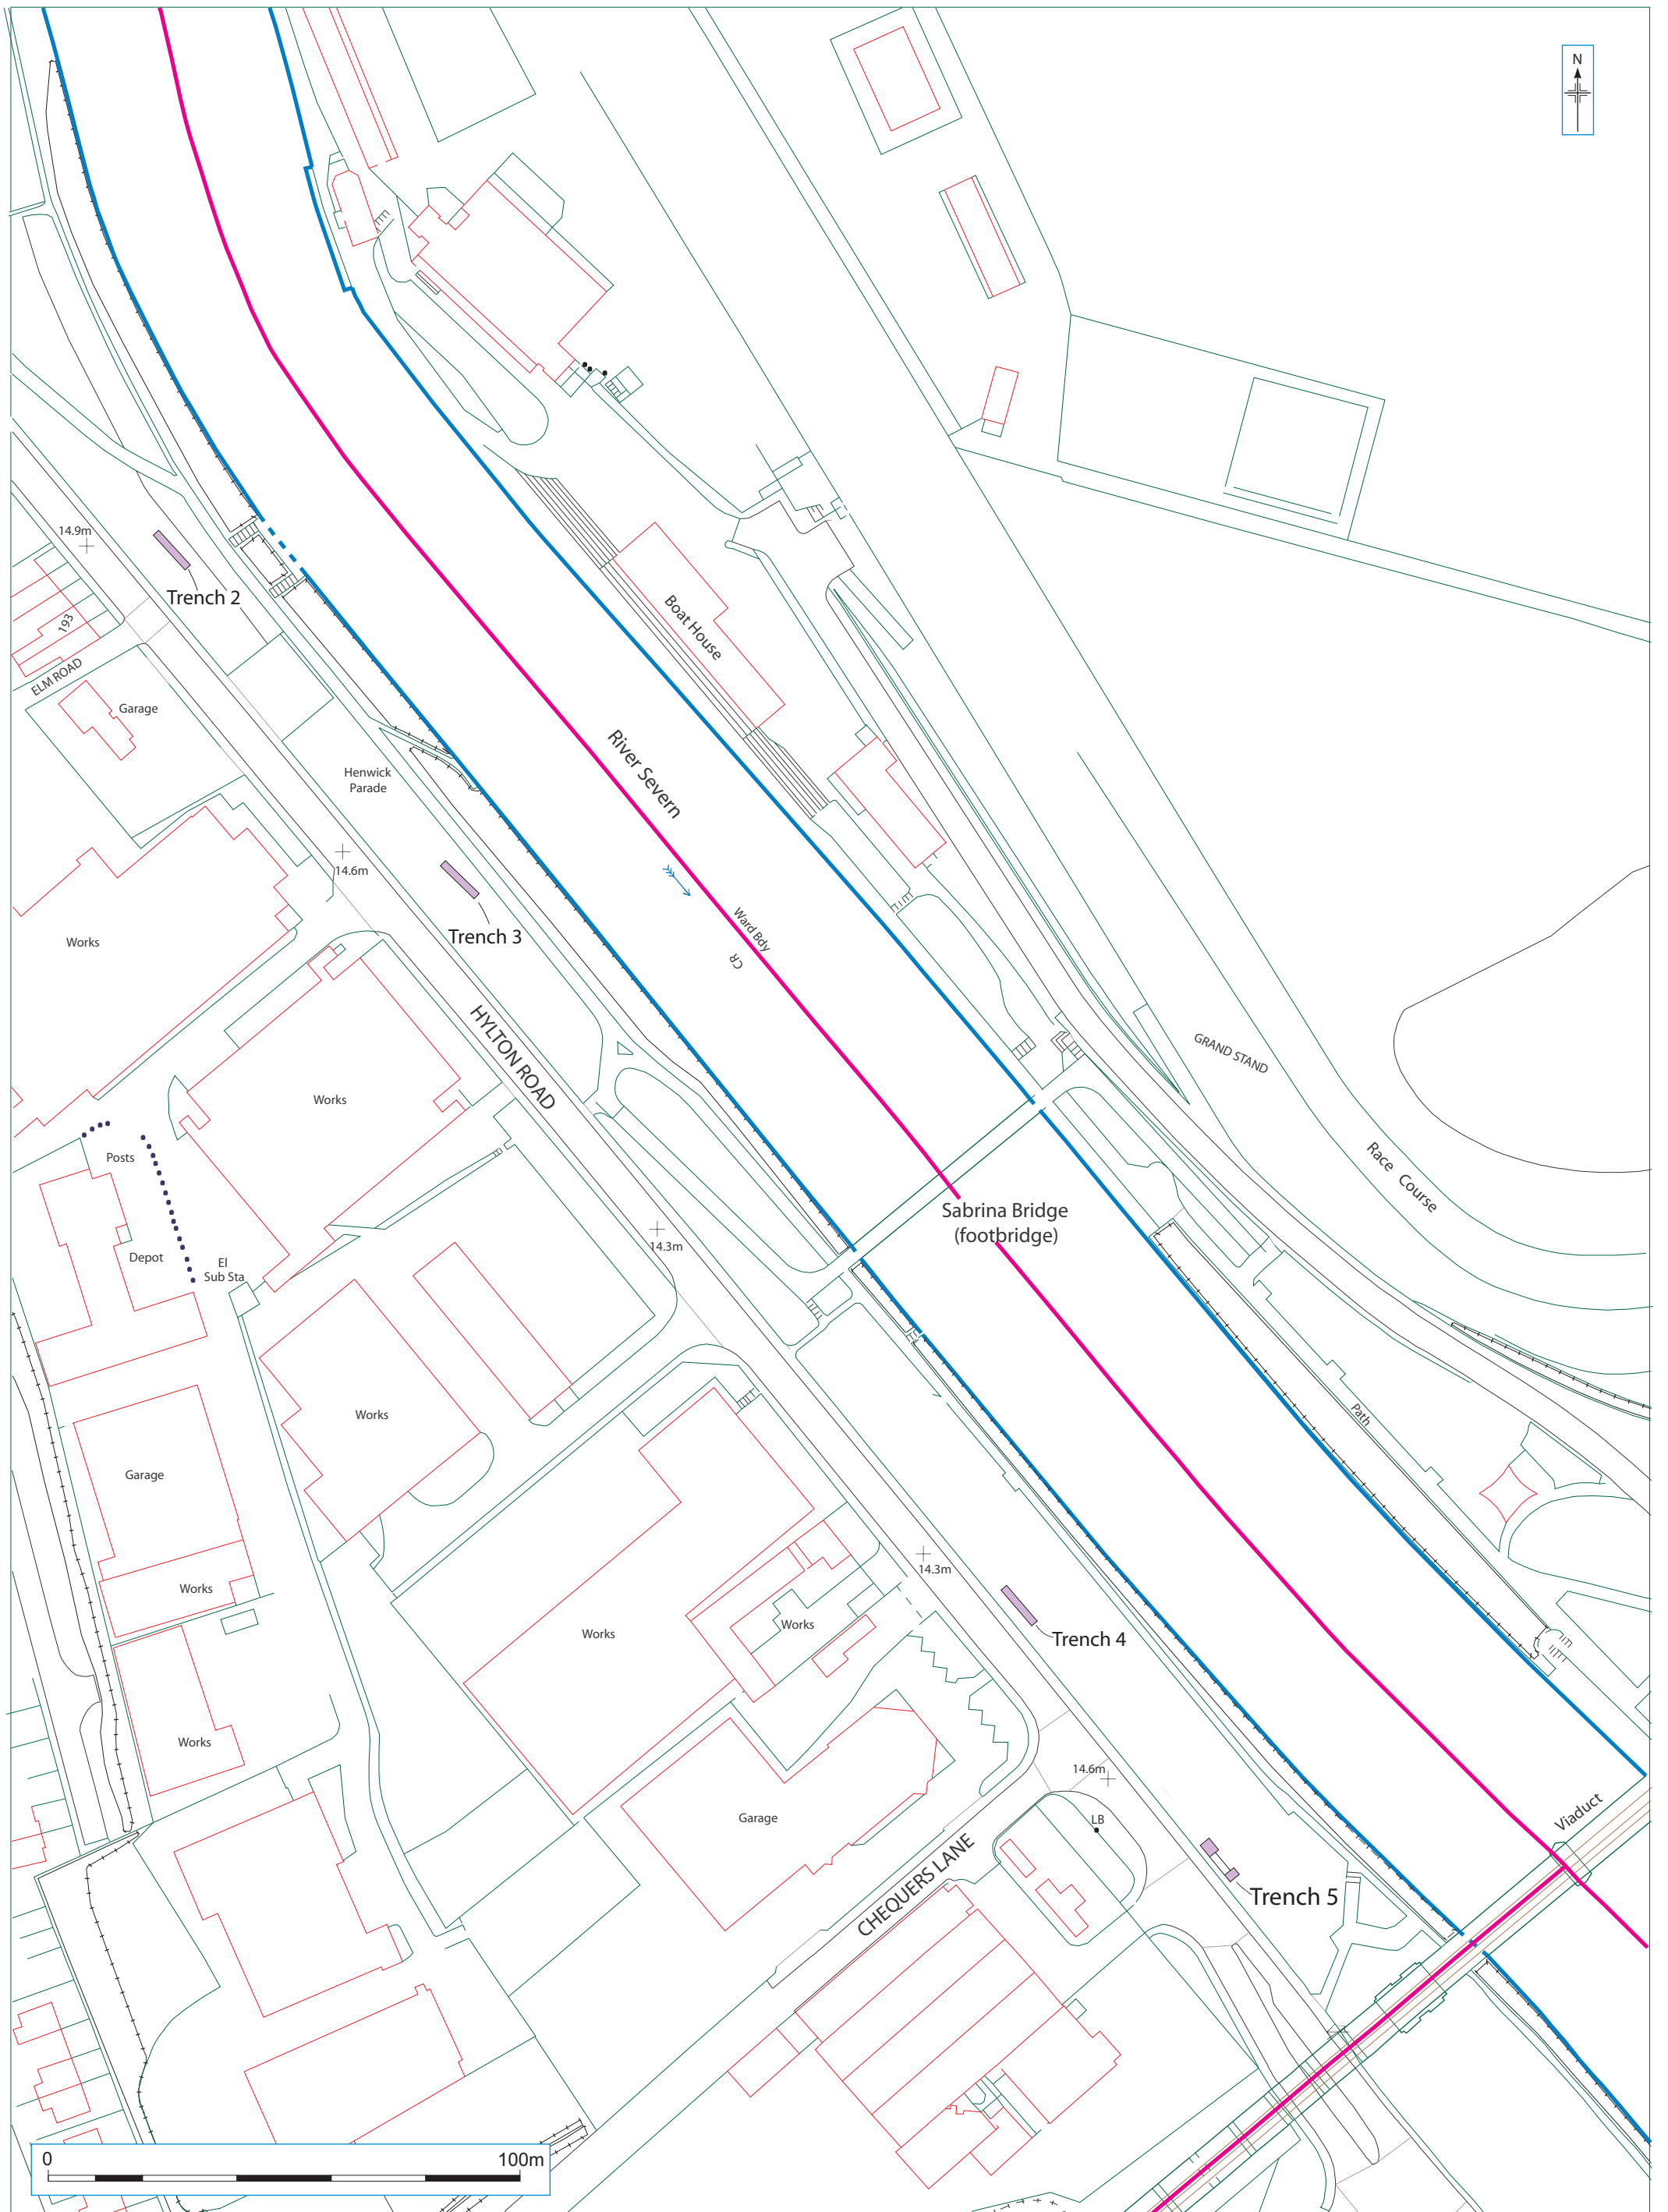 N
14.9m
Trench 2
193
ELM ROAD
Garage
Boat House
Henwick
Parade
River Severn
14.6m
Works
Trench 3
Ward Bdy
CR
HYLTON ROAD
GRAND STAND
Works
Posts
Race Course
Sabrina Bridge
(footbridge)
14.3m
Depot
El
Sub Sta
Works
Path
Garage
14.3m
Works
Works
Works
Trench 4
Works
14.6m
Garage
LB
Viaduct
CHEQUERS LANE
Trench 5
0
100m